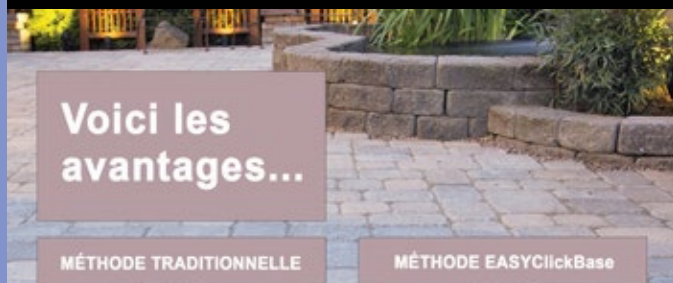 Voici les
avantages...
MÉTHODE TRADITIONNELLE
MÉTHODE EASYClickBase